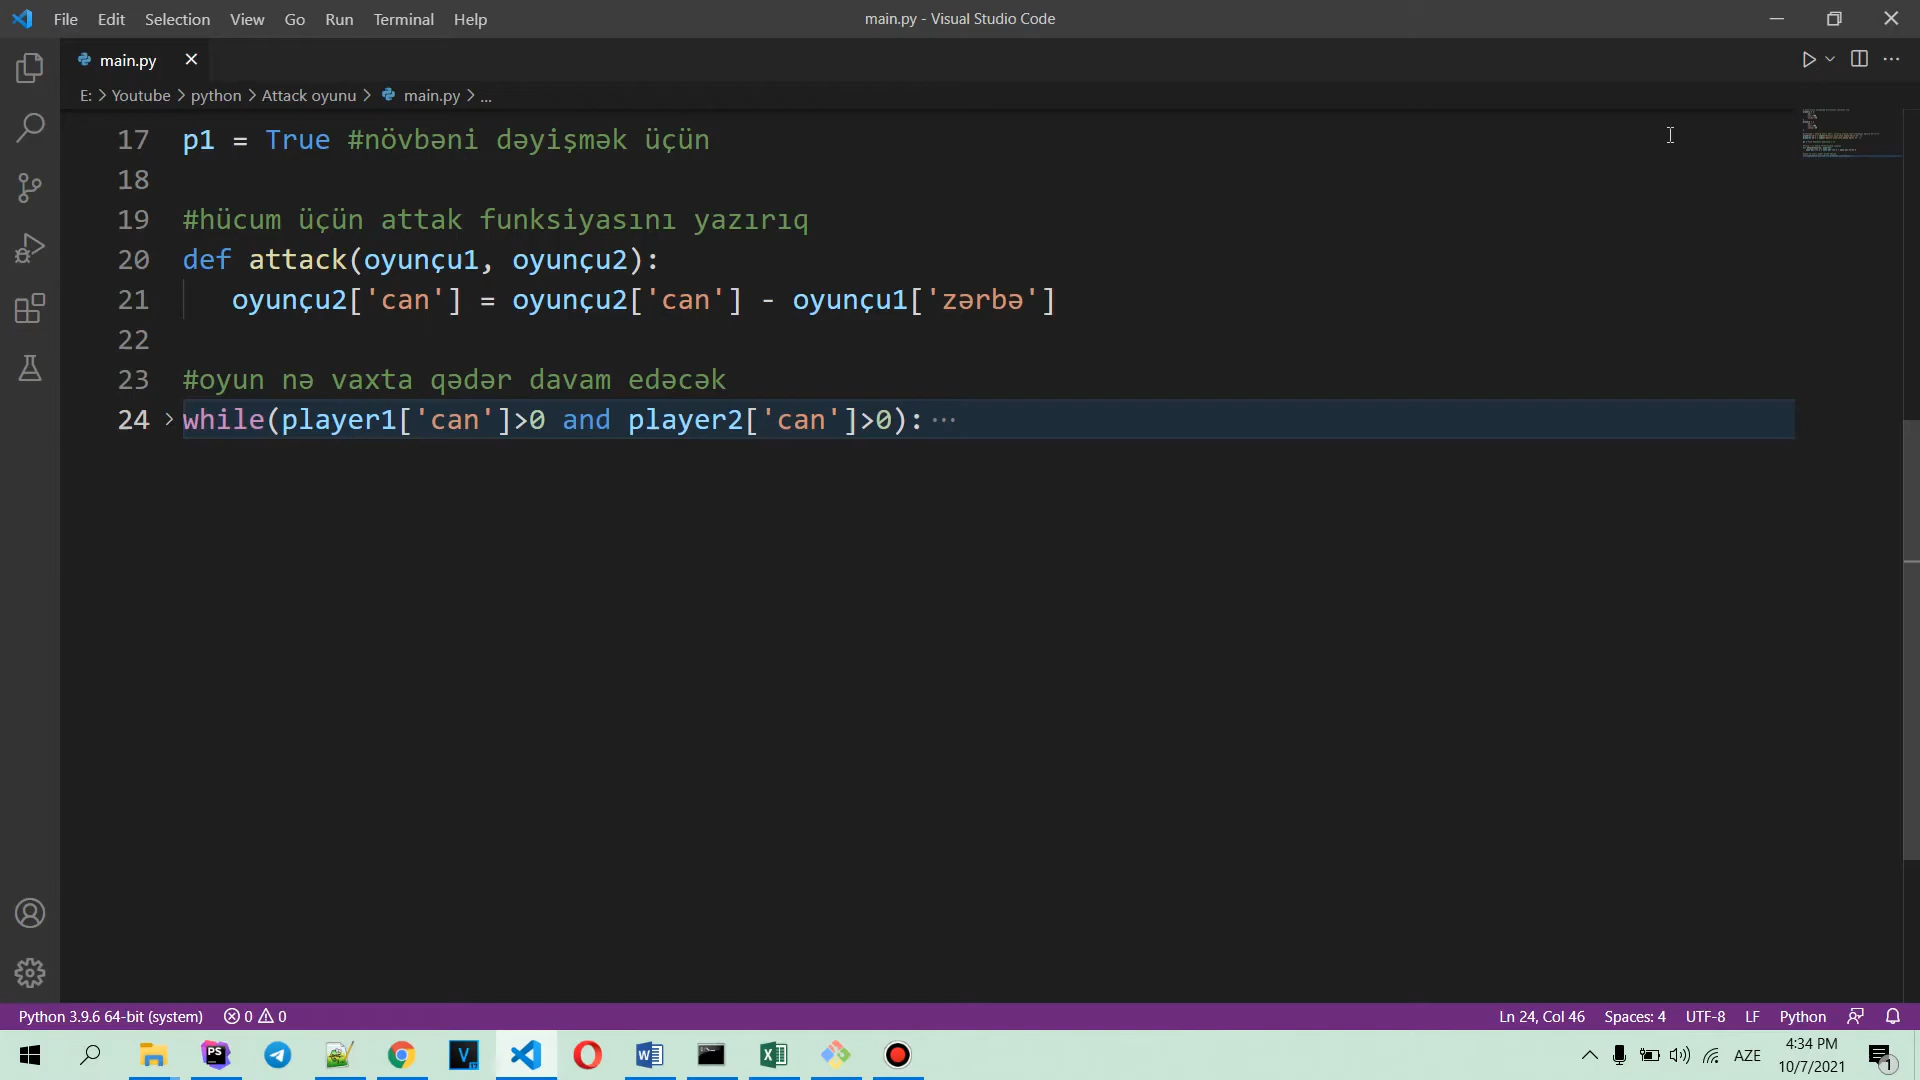 File Edit Selection View Go Run Terminal Help main.py - Visual Studio Code
main.py
E: > Youtube > python > Attack oyunu > main.py > ...
17 p1 = True #növbəni dəyişmək üçün
18
19 #hücum üçün attak funksiyasını yazırıq
20 def attack(oyunçu1, oyunçu2):
21 oyunçu2['can'] = oyunçu2['can'] - oyunçu1['zərbə']
22
23 #oyun nə vaxta qədər davam edəcək
24 > while(player1['can']>0 and player2['can']>0):···
Python 3.9.6 64-bit (system) 0 0 Ln 24, Col 46 Spaces: 4 UTF-8 LF Python
PS V W X AZE 4:34 PM
10/7/2021 1